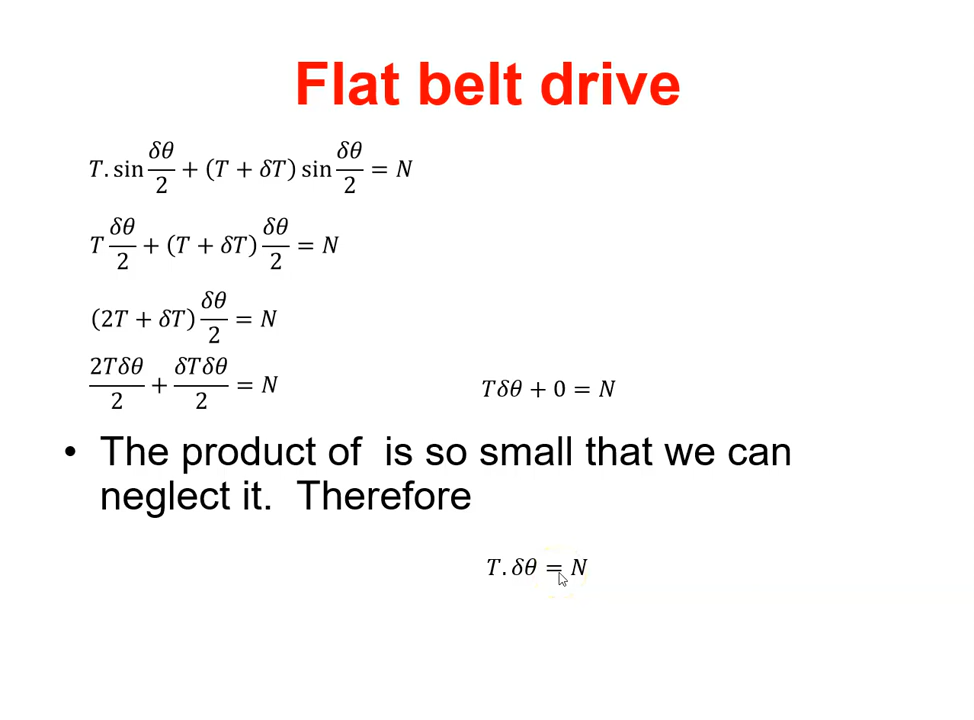 Flat belt drive
T. sin δθ/2 + (T + δT) sin δθ/2 = N
T δθ/2 + (T + δT) δθ/2 = N
(2T + δT) δθ/2 = N
2Tδθ/2 + δTδθ/2 = N
Tδθ + 0 = N
• The product of  is so small that we can
neglect it.  Therefore
T. δθ = N